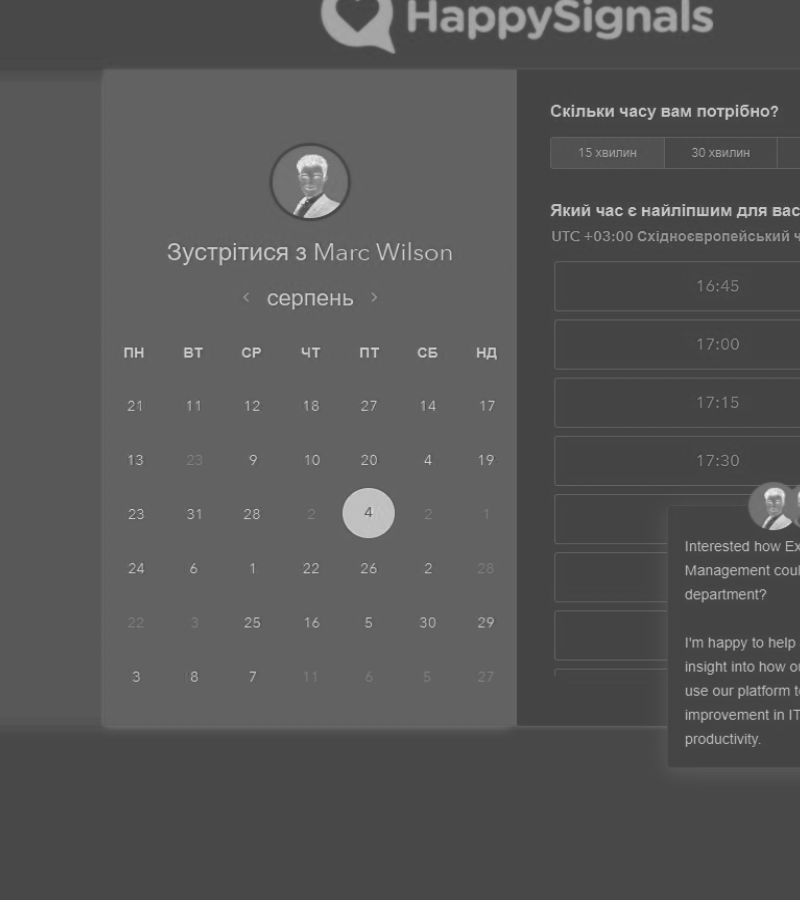 HappySignals
Зустрітися з Marc Wilson
‹ серпень ›
ПН ВТ СР ЧТ ПТ СБ НД
21 11 12 18 27 14 17
13 23 9 10 20 4 19
23 31 28 2 4 2 1
24 6 1 22 26 2 28
22 3 25 16 5 30 29
3 8 7 11 6 5 27
Скільки часу вам потрібно?
15 хвилин 30 хвилин
Який час є найліпшим для вас
UTC +03:00 Східноєвропейський ч
16:45
17:00
17:15
17:30
Interested how Ex
Management coul
department?
I'm happy to help
insight into how ou
use our platform to
improvement in IT
productivity.